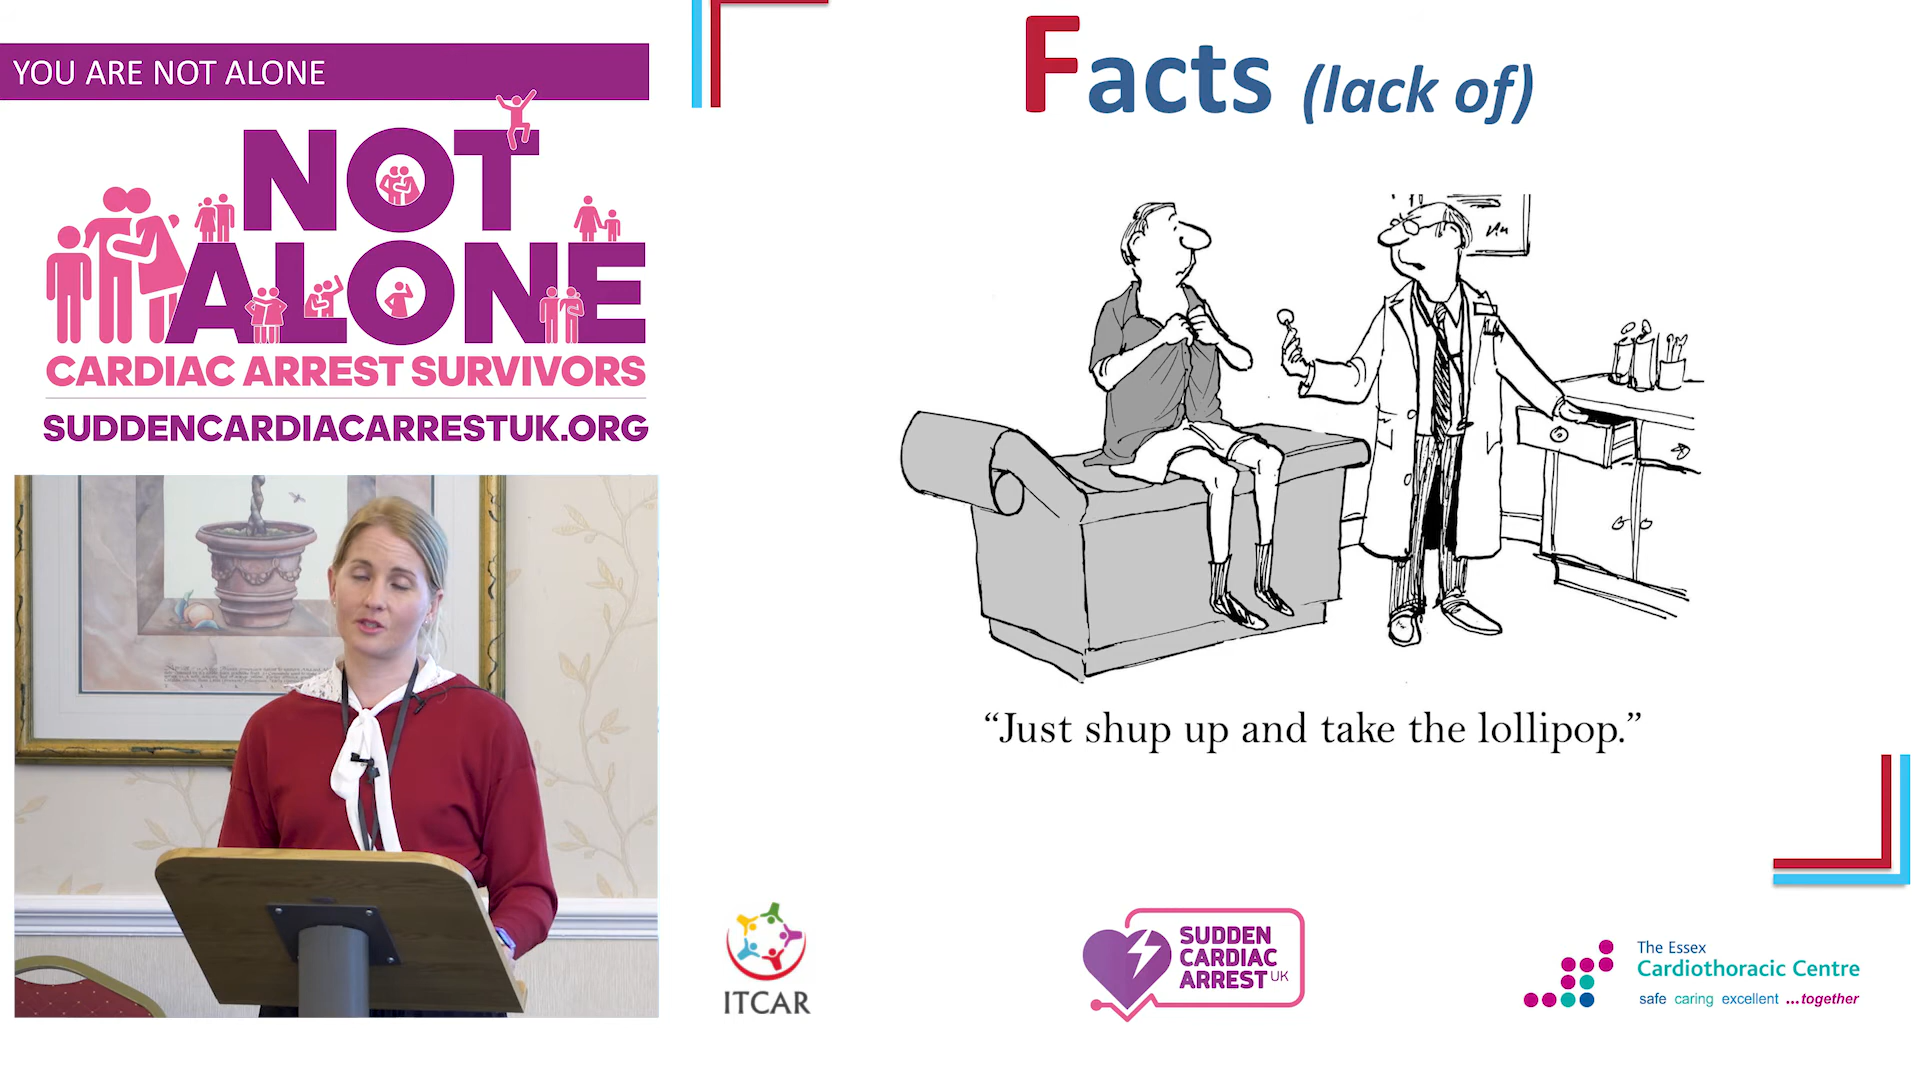 YOU ARE NOT ALONE
NOT
ALONE
CARDIAC ARREST SURVIVORS
SUDDENCARDIACARRESTUK.ORG
Facts (lack of)
“Just shup up and take the lollipop.”
ITCAR
SUDDEN
CARDIAC
ARREST UK
The Essex
Cardiothoracic Centre
safe caring excellent ...together